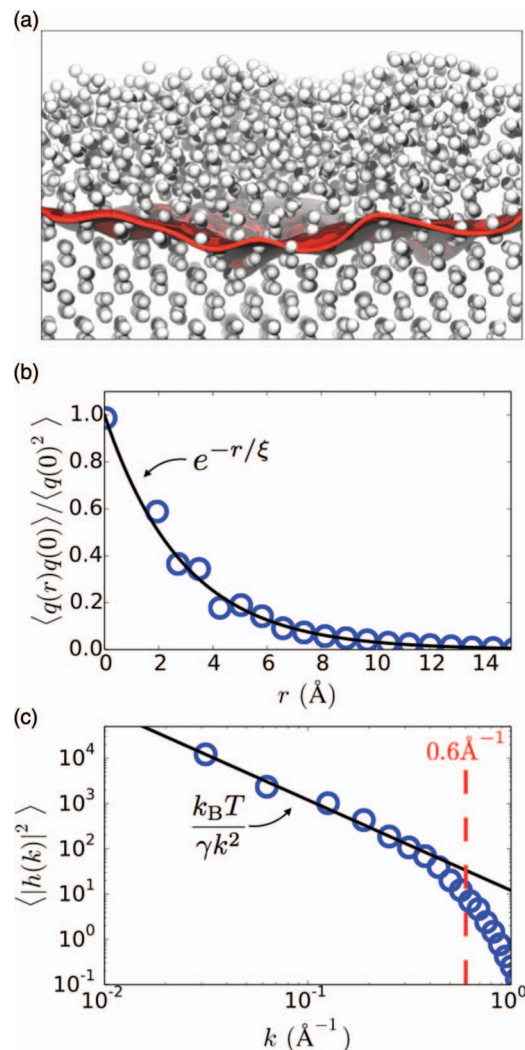 (a)
(b)
⟨q(r)q(0)⟩/⟨q(0)²⟩
1.0
0.8
0.6
0.4
0.2
0.0
e^{−r/ξ}
0 2 4 6 8 10 12 14
r (Å)
(c)
⟨|h(k)|²⟩
10⁴
10³
10²
10¹
10⁰
10⁻¹
0.6Å⁻¹
k_BT
γk²
10⁻² 10⁻¹ 10⁰
k (Å⁻¹)